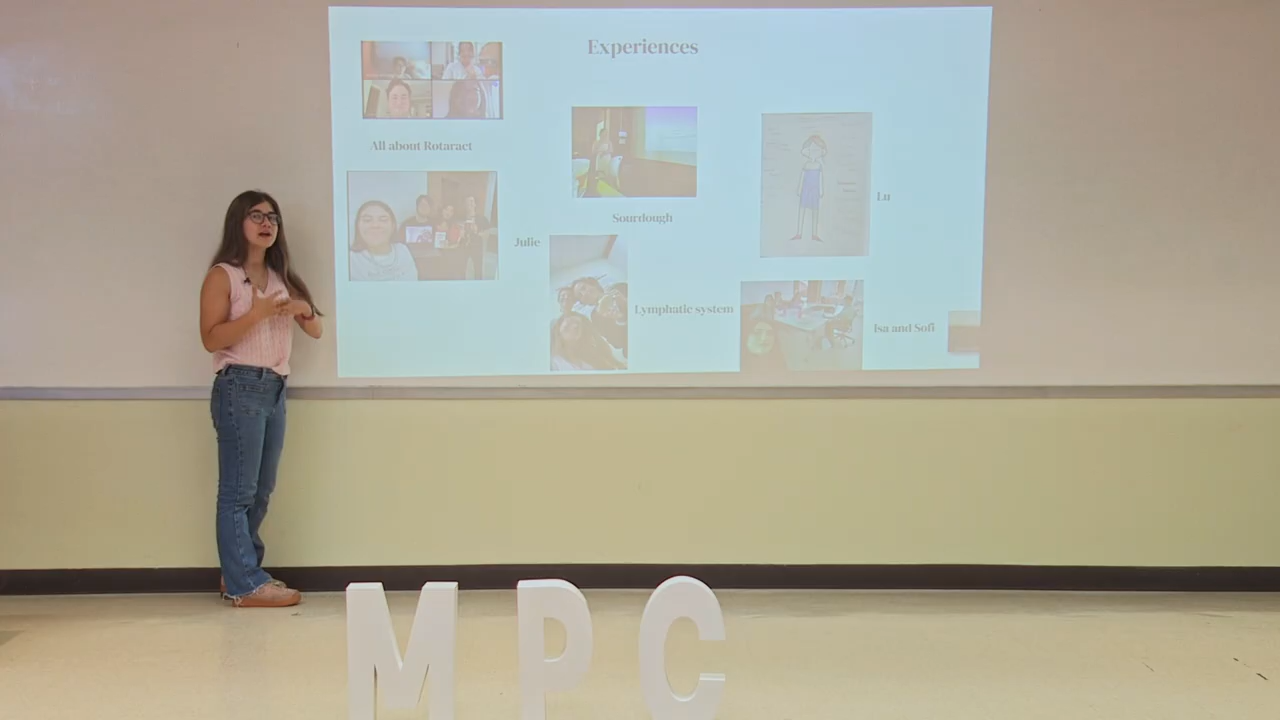 Experiences
All about Rotaract
Sourdough
Lu
Julie
Lymphatic system
Isa and Sofi
MPC